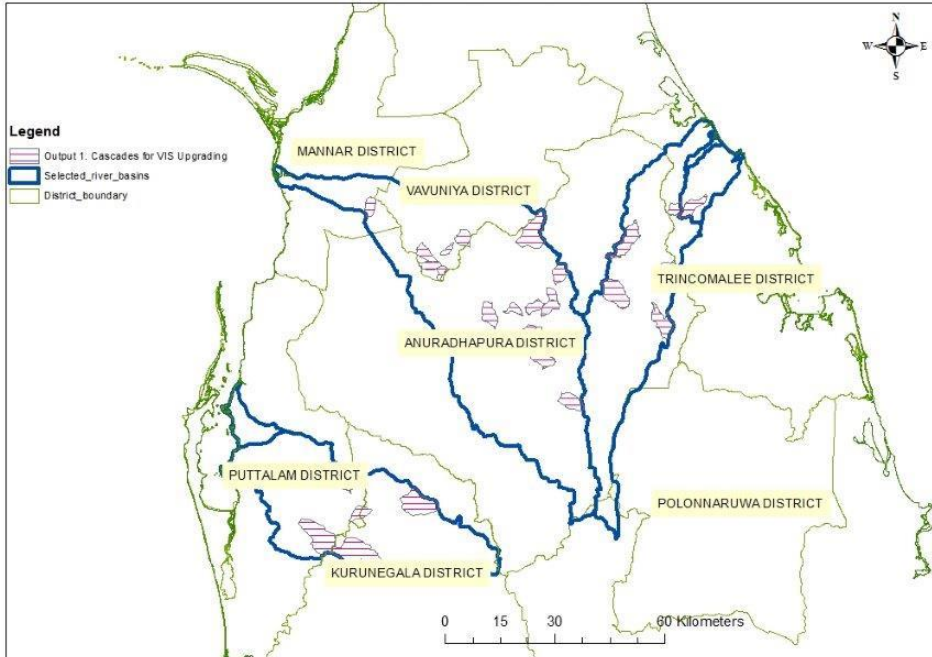 N
W E
S
Legend
Output 1. Cascades for VIS Upgrading
Selected_river_basins
District_boundary
MANNAR DISTRICT
VAVUNIYA DISTRICT
TRINCOMALEE DISTRICT
ANURADHAPURA DISTRICT
PUTTALAM DISTRICT
POLONNARUWA DISTRICT
KURUNEGALA DISTRICT
0 15 30 60 Kilometers